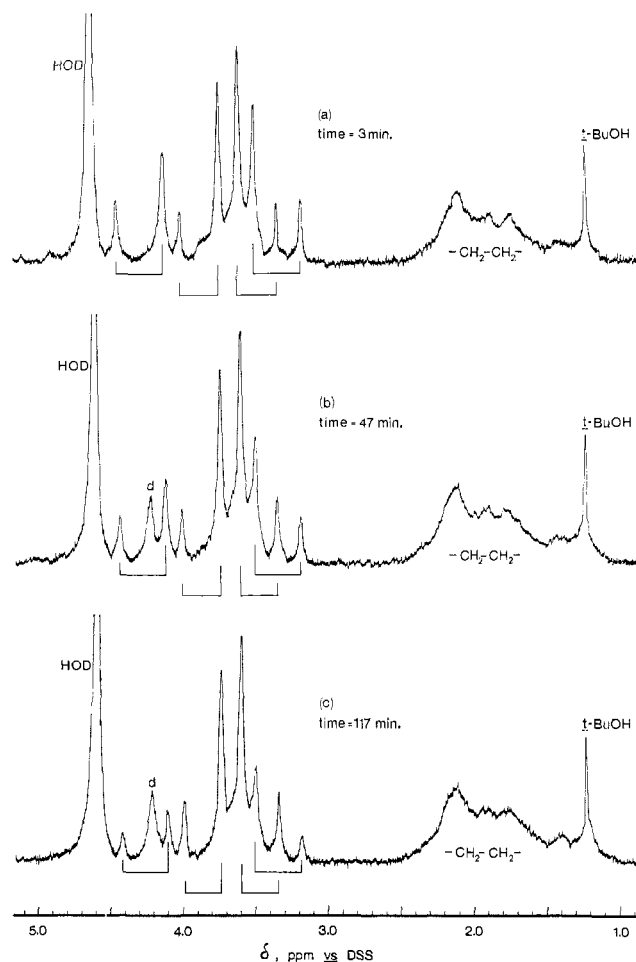 HOD
(a)
time = 3 min.
t-BuOH
-CH2-CH2-
HOD
(b)
time = 47 min.
t-BuOH
d
-CH2-CH2-
HOD
(c)
time = 117 min.
t-BuOH
d
-CH2-CH2-
5.0 4.0 3.0 2.0 1.0
δ, ppm vs DSS